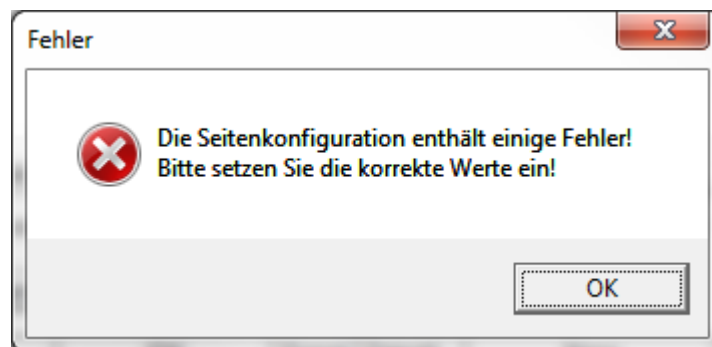 Fehler
Die Seitenkonfiguration enthält einige Fehler!
Bitte setzen Sie die korrekte Werte ein!
OK